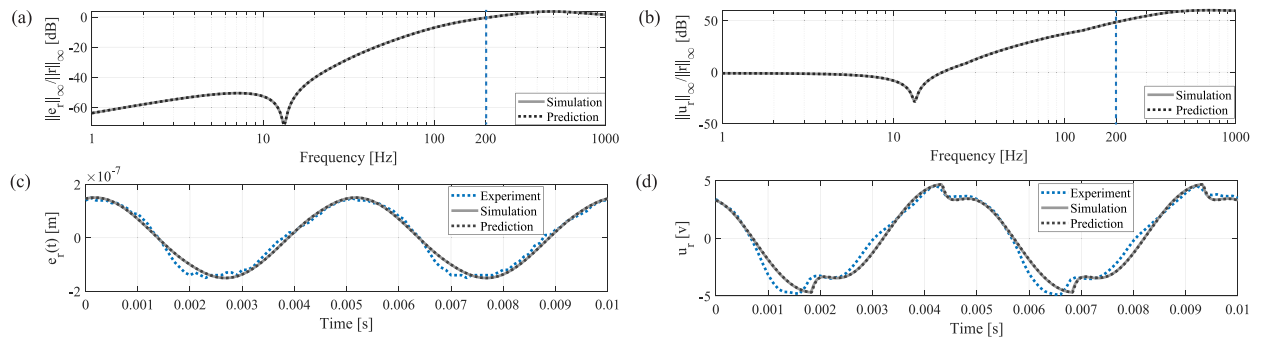 (a)
||e_r||_∞/||r||_∞ [dB]
0
-20
-40
-60
1
10
100
200
1000
Frequency [Hz]
Simulation
Prediction
(b)
||u_r||_∞/||r||_∞ [dB]
50
0
-50
1
10
100
200
1000
Frequency [Hz]
Simulation
Prediction
(c)
×10^-7
e_r(t) [m]
2
0
-2
0
0.001
0.002
0.003
0.004
0.005
0.006
0.007
0.008
0.009
0.01
Time [s]
Experiment
Simulation
Prediction
(d)
u_r [v]
5
0
-5
0
0.001
0.002
0.003
0.004
0.005
0.006
0.007
0.008
0.009
0.01
Time [s]
Experiment
Simulation
Prediction